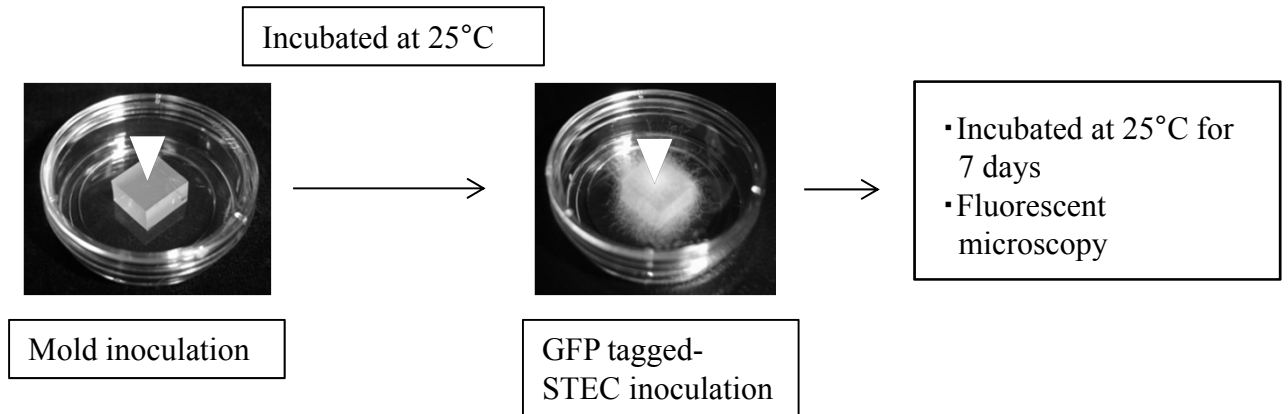 Incubated at 25°C
Mold inoculation
GFP tagged-
STEC inoculation
・Incubated at 25°C for
7 days
・Fluorescent
microscopy